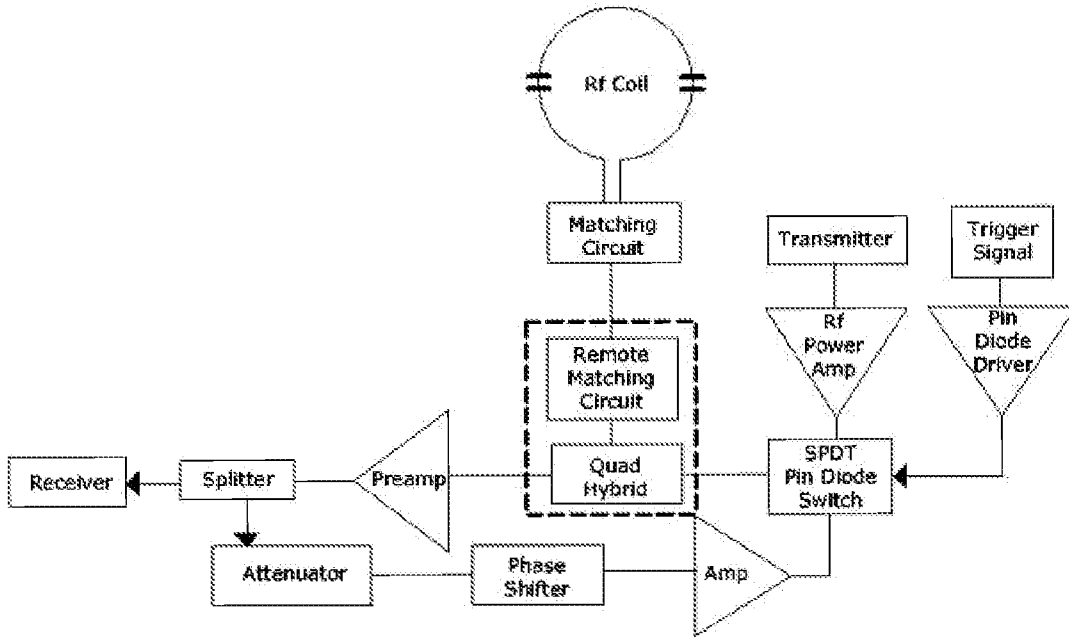 Rf Coil
Matching
Circuit
Transmitter
Trigger
Signal
Rf
Power
Amp
Pin
Diode
Driver
Remote
Matching
Circuit
Receiver
Splitter
Preamp
Quad
Hybrid
SPDT
Pin Diode
Switch
Attenuator
Phase
Shifter
Amp